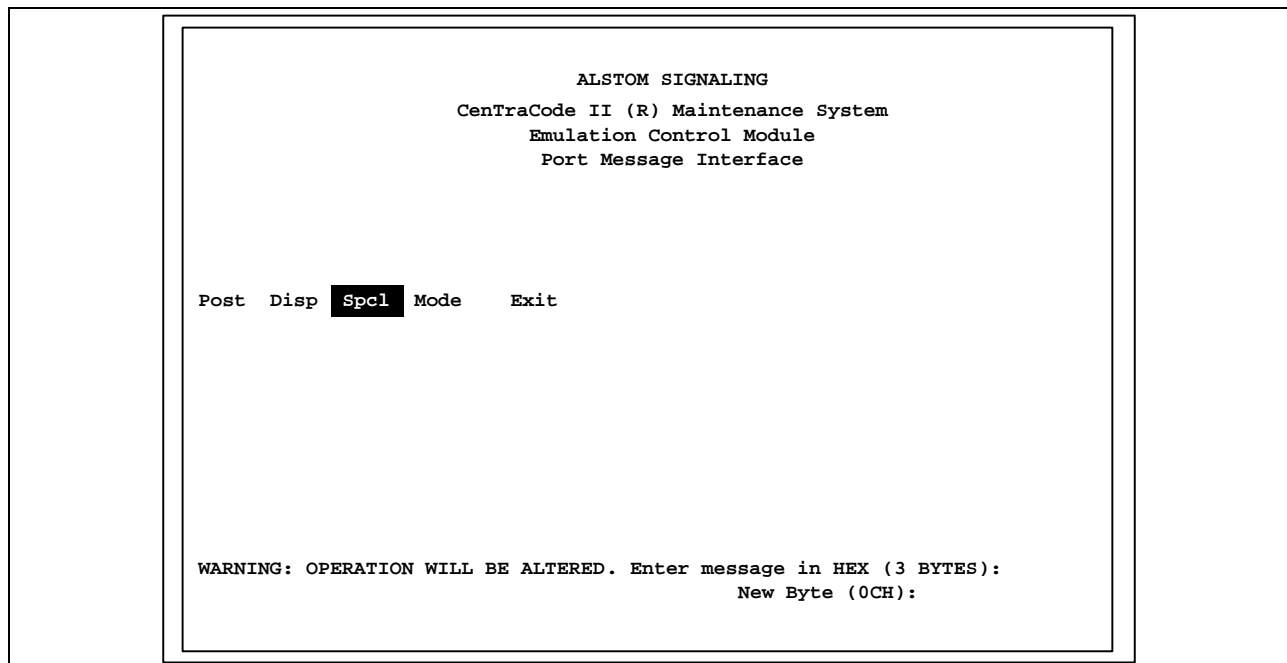 ALSTOM SIGNALING
CenTraCode II (R) Maintenance System
Emulation Control Module
Port Message Interface
Post Disp Spcl Mode Exit
WARNING: OPERATION WILL BE ALTERED. Enter message in HEX (3 BYTES):
New Byte (0CH):